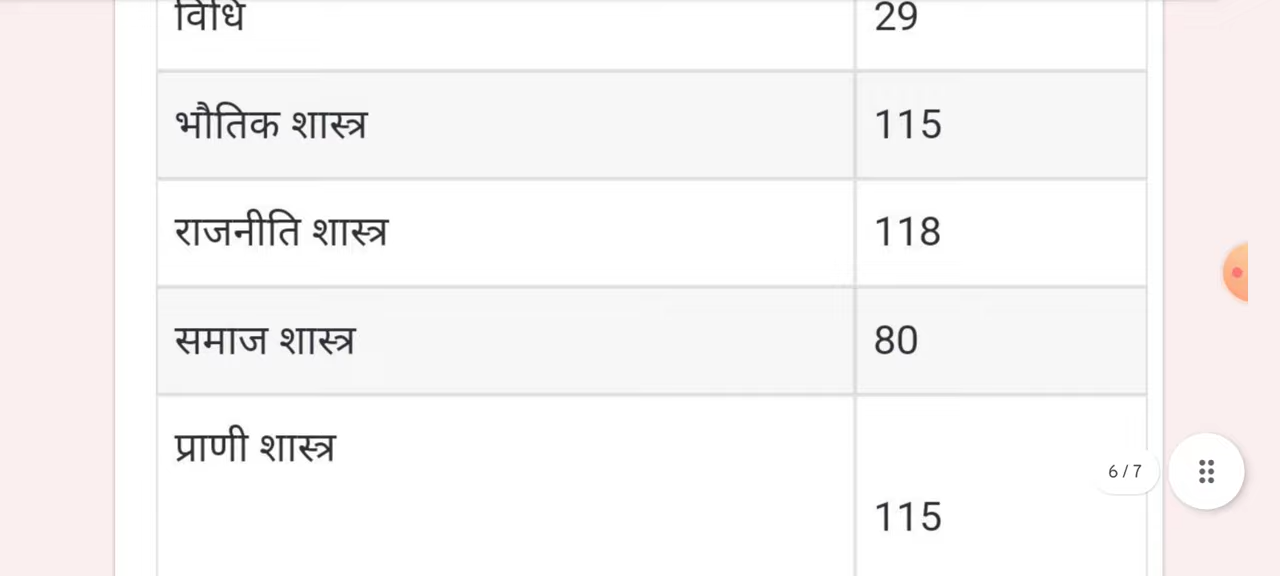 विधि 29
भौतिक शास्त्र 115
राजनीति शास्त्र 118
समाज शास्त्र 80
प्राणी शास्त्र
6 / 7
115